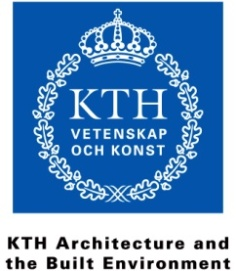 KTH
VETENSKAP
OCH KONST
KTH Architecture and
the Built Environment